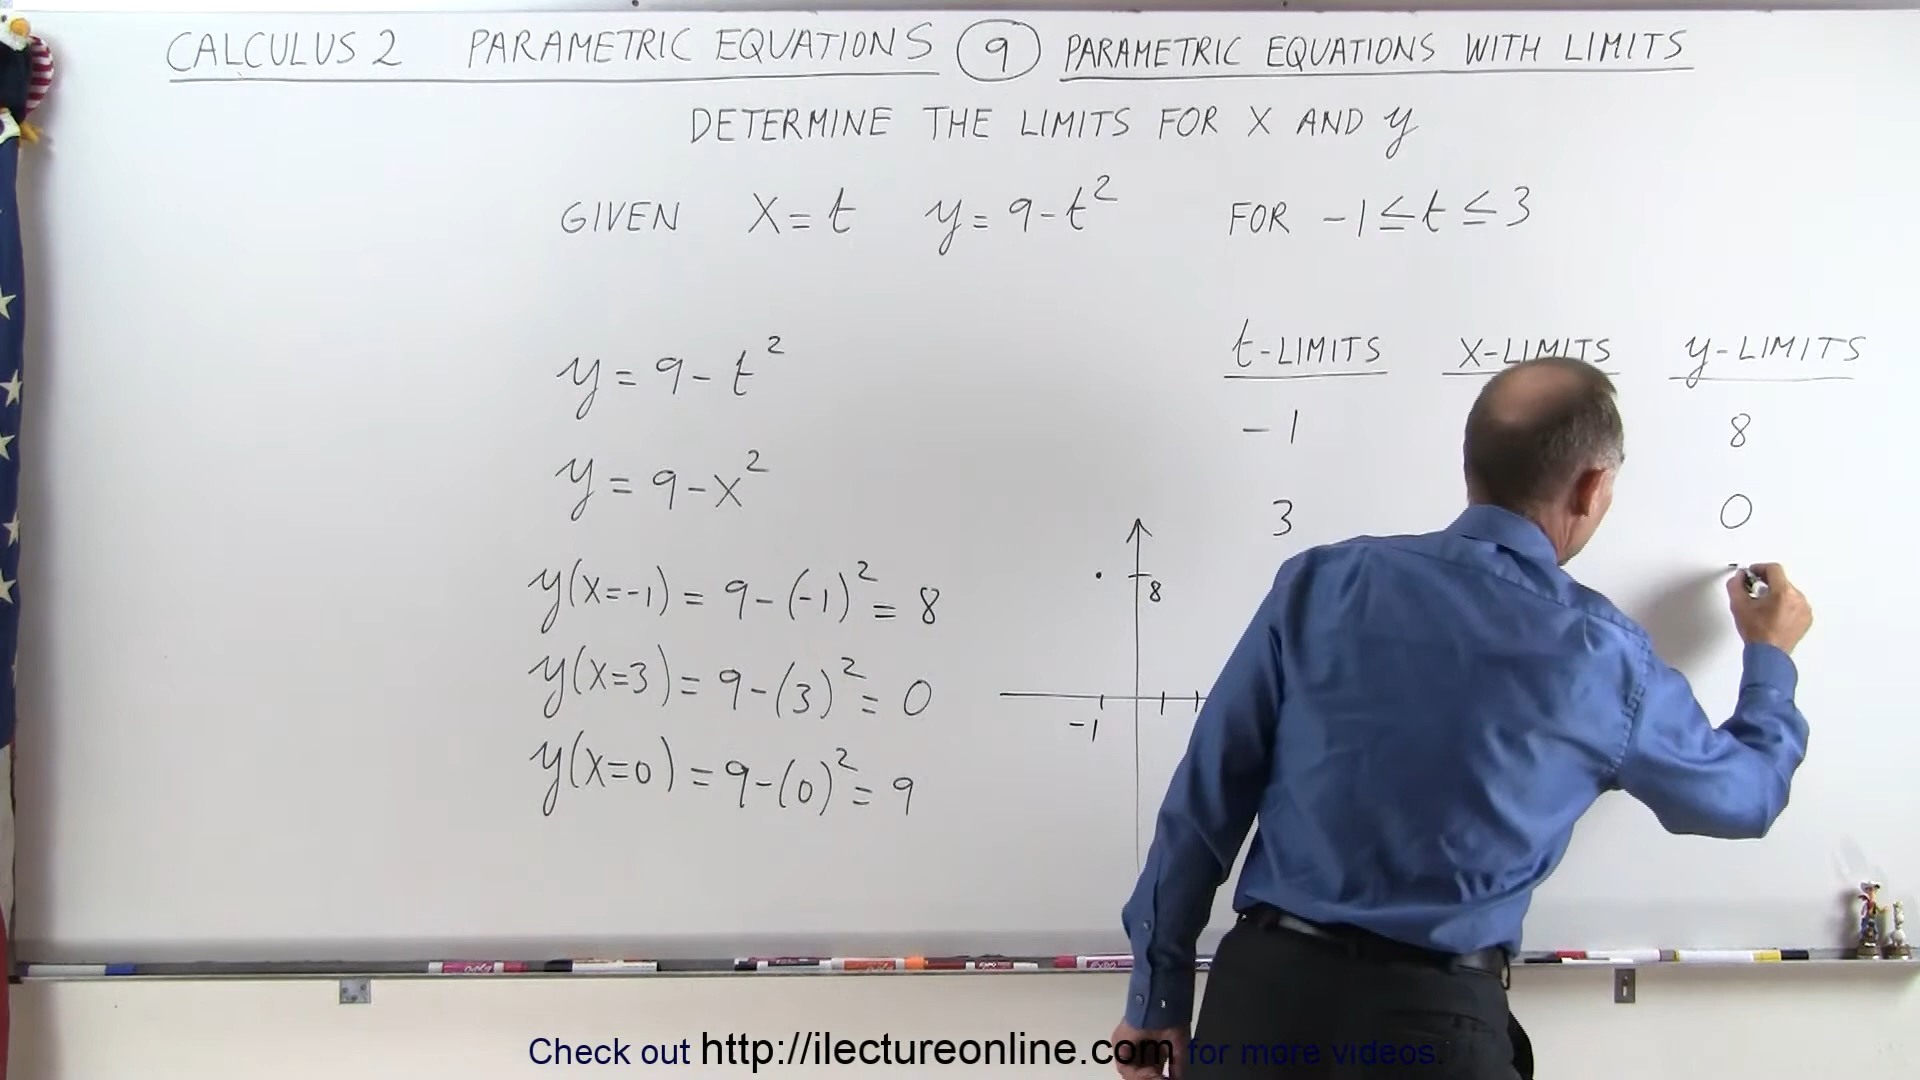 CALCULUS 2 PARAMETRIC EQUATIONS 9 PARAMETRIC EQUATIONS WITH LIMITS
DETERMINE THE LIMITS FOR X AND y
GIVEN X = t y = 9 - t² FOR -1 ≤ t ≤ 3
y = 9 - t²
y = 9 - x²
y(x=-1) = 9 - (-1)² = 8
y(x=3) = 9 - (3)² = 0
y(x=0) = 9 - (0)² = 9
t-LIMITS X-LIMITS y-LIMITS
-1 8
3 0
8
-1
Check out http://ilectureonline.com for more videos.